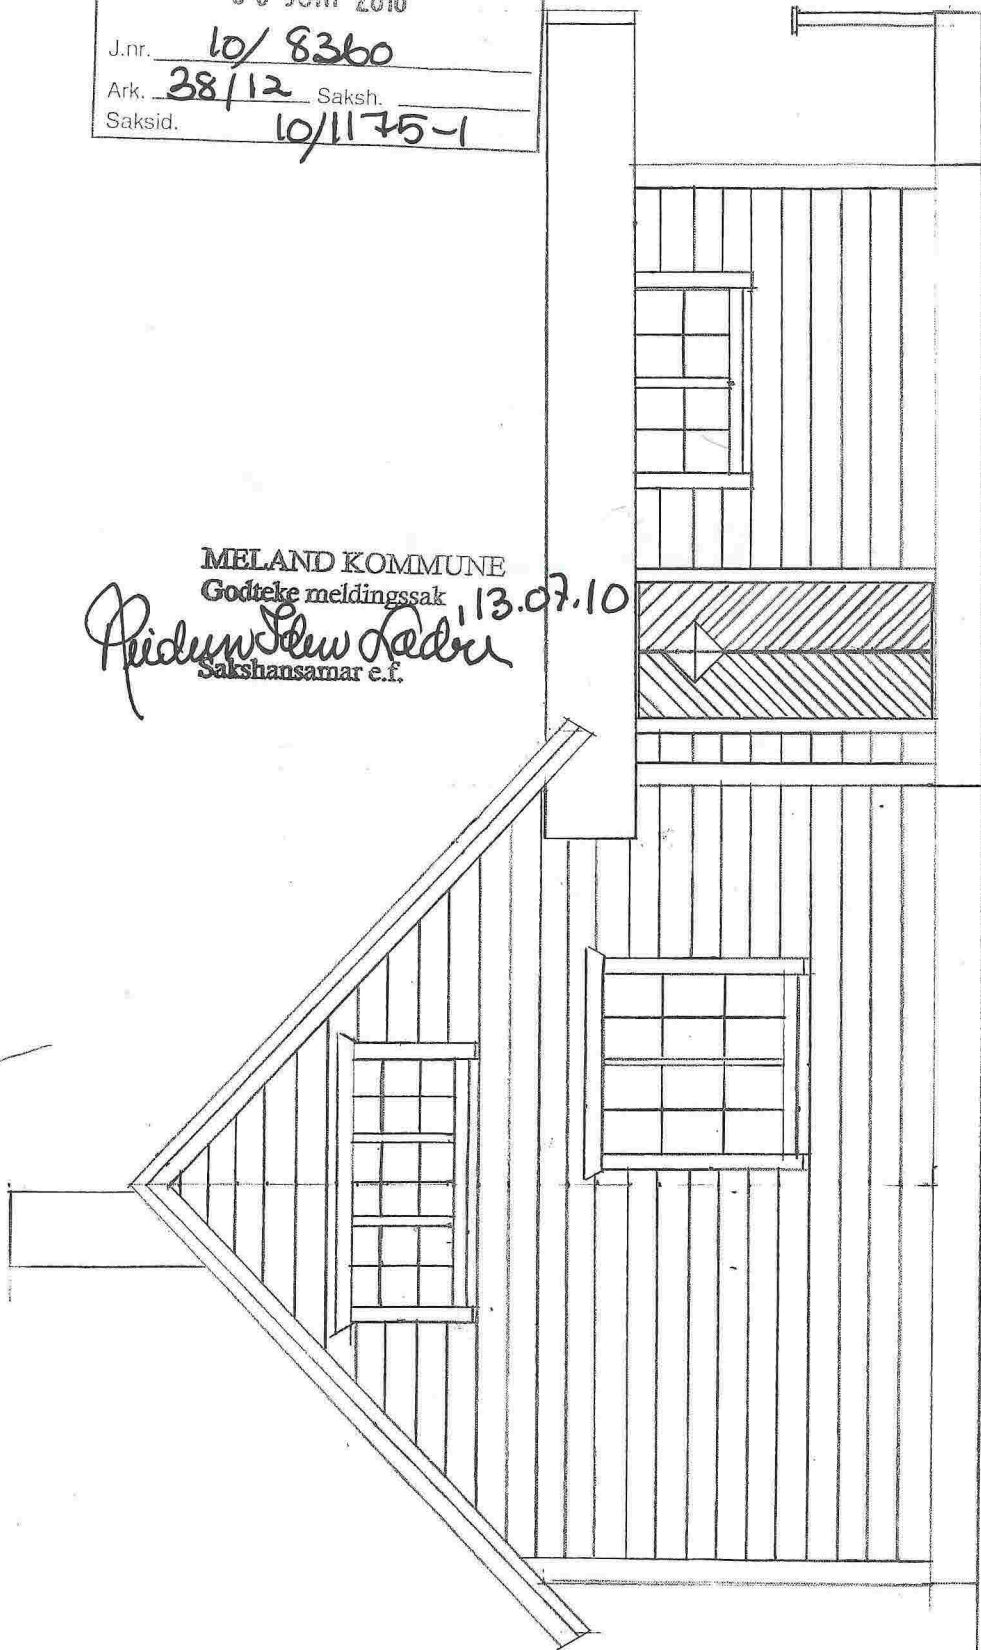 2010
J.nr. 10/8360
Ark. 38/12 Saksh.
Saksid. 10/1175-1
MELAND KOMMUNE
Godteke meldingssak , 13.07.10
Sakshansamar e.f.